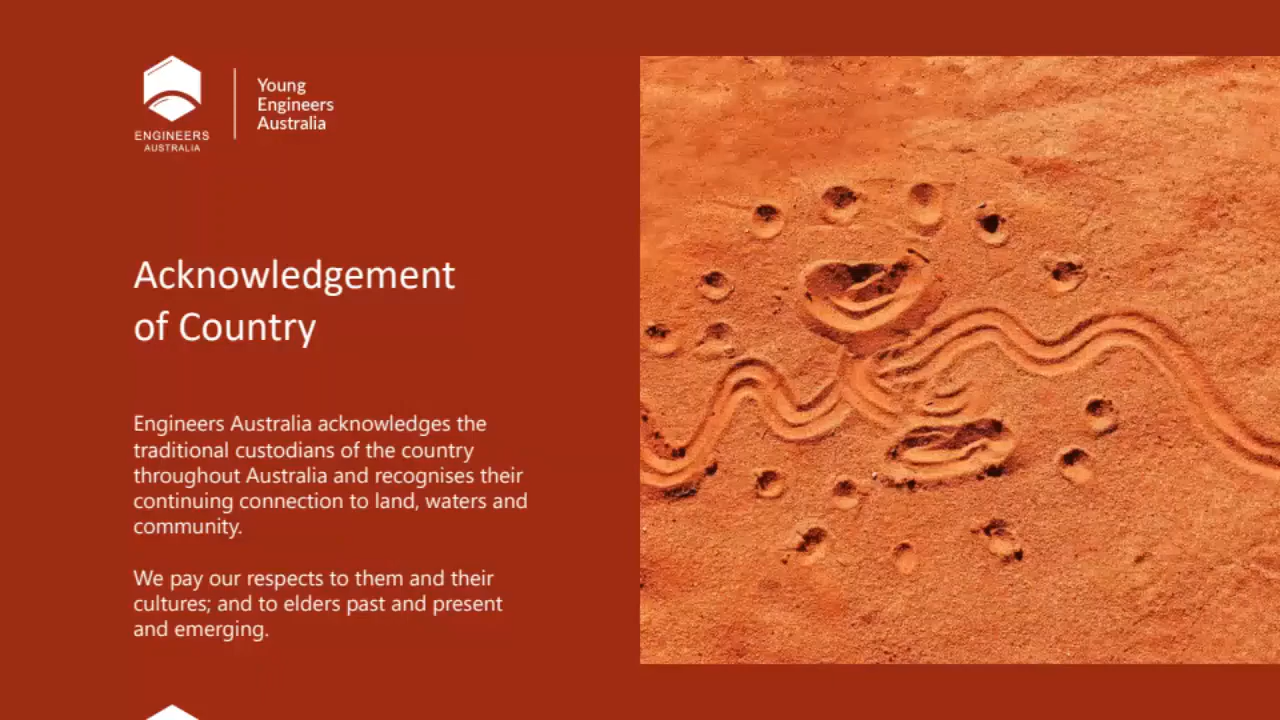 ENGINEERS
AUSTRALIA
Young
Engineers
Australia
Acknowledgement
of Country
Engineers Australia acknowledges the
traditional custodians of the country
throughout Australia and recognises their
continuing connection to land, waters and
community.
We pay our respects to them and their
cultures; and to elders past and present
and emerging.